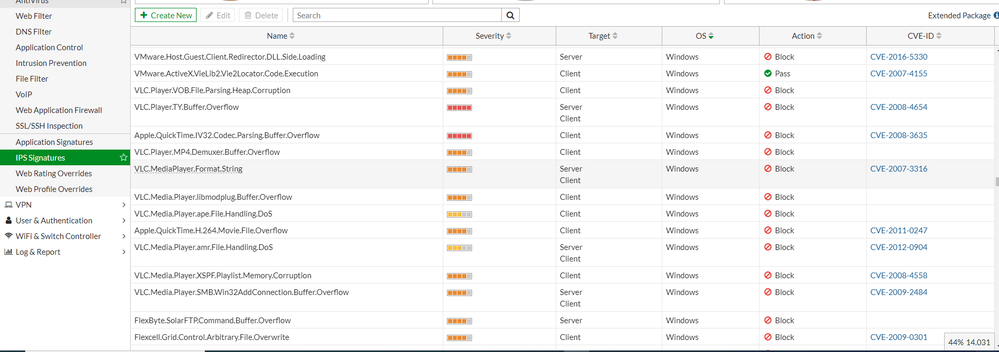 AntiVirus
Web Filter
DNS Filter
Application Control
Intrusion Prevention
File Filter
VoIP
Web Application Firewall
SSL/SSH Inspection
Application Signatures
IPS Signatures
Web Rating Overrides
Web Profile Overrides
VPN
User & Authentication
WiFi & Switch Controller
Log & Report
Create New Edit Delete Search Extended Package
Name Severity Target OS Action CVE-ID
VMware.Host.Guest.Client.Redirector.DLL.Side.Loading Server Windows Block CVE-2016-5330
VMware.ActiveX.VieLib2.Vie2Locator.Code.Execution Client Windows Pass CVE-2007-4155
VLC.Player.VOB.File.Parsing.Heap.Corruption Client Windows Block
VLC.Player.TY.Buffer.Overflow Server Windows Block CVE-2008-4654
Client
Apple.QuickTime.IV32.Codec.Parsing.Buffer.Overflow Client Windows Block CVE-2008-3635
VLC.Player.MP4.Demuxer.Buffer.Overflow Client Windows Block
VLC.MediaPlayer.Format.String Server Windows Block CVE-2007-3316
Client
VLC.Media.Player.libmodplug.Buffer.Overflow Client Windows Block
VLC.Media.Player.ape.File.Handling.DoS Client Windows Block
Apple.QuickTime.H.264.Movie.File.Overflow Client Windows Block CVE-2011-0247
VLC.Media.Player.amr.File.Handling.DoS Server Windows Block CVE-2012-0904
Client
VLC.Media.Player.XSPF.Playlist.Memory.Corruption Client Windows Block CVE-2008-4558
VLC.Media.Player.SMB.Win32AddConnection.Buffer.Overflow Server Windows Block CVE-2009-2484
Client
FlexByte.SolarFTP.Command.Buffer.Overflow Server Windows Block
Flexcell.Grid.Control.Arbitrary.File.Overwrite Client Windows Block CVE-2009-0301
44% 14.031